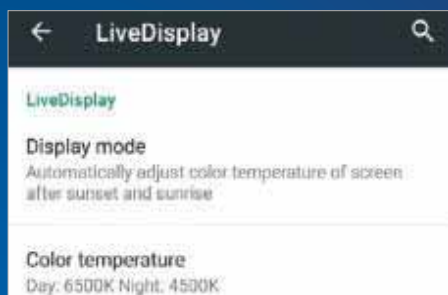 LiveDisplay
LiveDisplay
Display mode
Automatically adjust color temperature of screen
after sunset and sunrise
Color temperature
Day: 6500K Night: 4500K